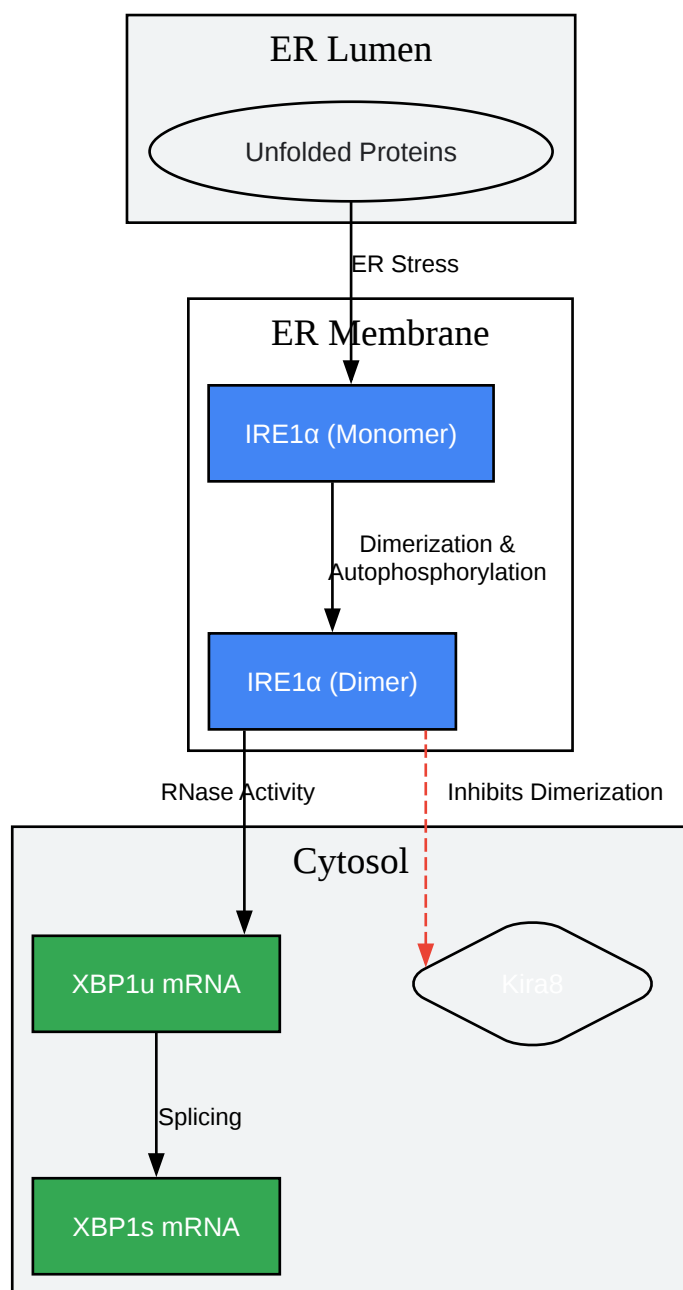 ER Lumen
Unfolded Proteins
ER Stress
ER Membrane
IRE1α (Monomer)
Dimerization &
Autophosphorylation
IRE1α (Dimer)
RNase Activity
Inhibits Dimerization
Cytosol
XBP1u mRNA
Kira8
Splicing
XBP1s mRNA